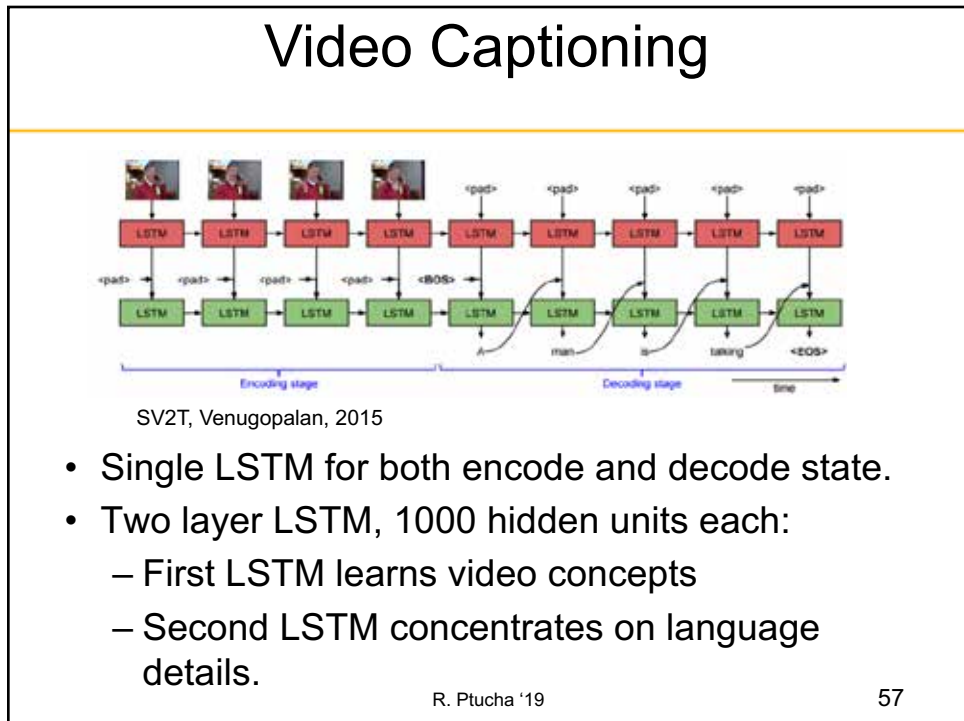 Video Captioning
<pad> <pad> <pad> <pad> <pad>
LSTM LSTM LSTM LSTM LSTM LSTM LSTM LSTM LSTM
<pad> <pad> <pad> <pad> <BOS>
LSTM LSTM LSTM LSTM LSTM LSTM LSTM LSTM LSTM
A man is talking <EOS>
Encoding stage Decoding stage time
SV2T, Venugopalan, 2015
• Single LSTM for both encode and decode state.
• Two layer LSTM, 1000 hidden units each:
– First LSTM learns video concepts
– Second LSTM concentrates on language
details.
R. Ptucha ‘19 57